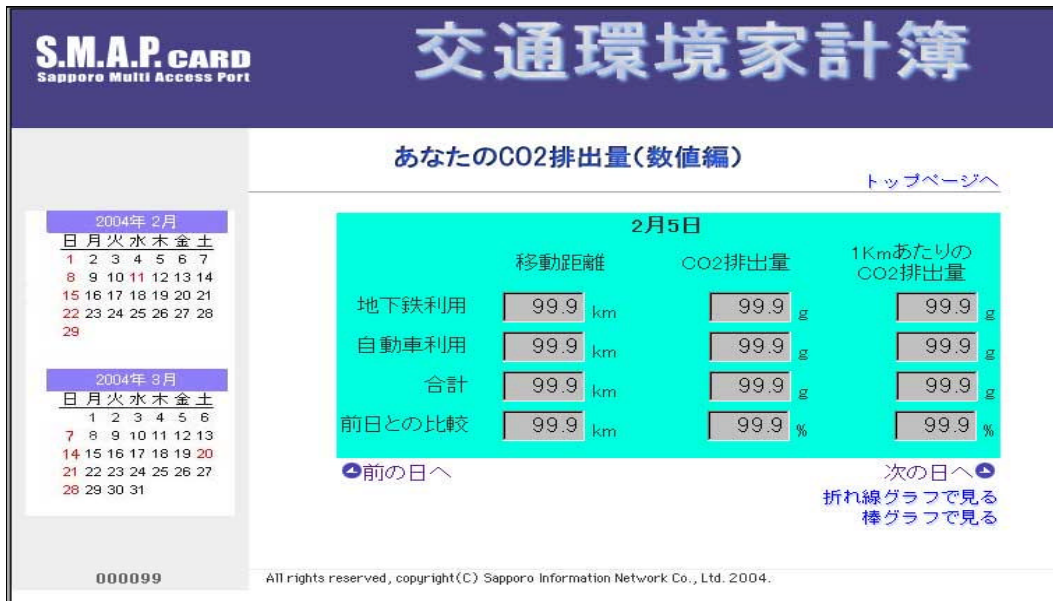 S.M.A.P. CARD
Sapporo Multi Access Port
交通環境家計簿
あなたのCO2排出量(数値編)
トップページへ
2004年 2月
日 月 火 水 木 金 土
1 2 3 4 5 6 7
8 9 10 11 12 13 14
15 16 17 18 19 20 21
22 23 24 25 26 27 28
29
2004年 3月
日 月 火 水 木 金 土
1 2 3 4 5 6
7 8 9 10 11 12 13
14 15 16 17 18 19 20
21 22 23 24 25 26 27
28 29 30 31
000099
2月5日
移動距離 CO2排出量 1Kmあたりの
CO2排出量
地下鉄利用 99.9 km 99.9 g 99.9 g
自動車利用 99.9 km 99.9 g 99.9 g
合計 99.9 km 99.9 g 99.9 g
前日との比較 99.9 km 99.9 % 99.9 %
前の日へ 次の日へ
折れ線グラフで見る
棒グラフで見る
All rights reserved, copyright(C) Sapporo Information Network Co., Ltd. 2004.